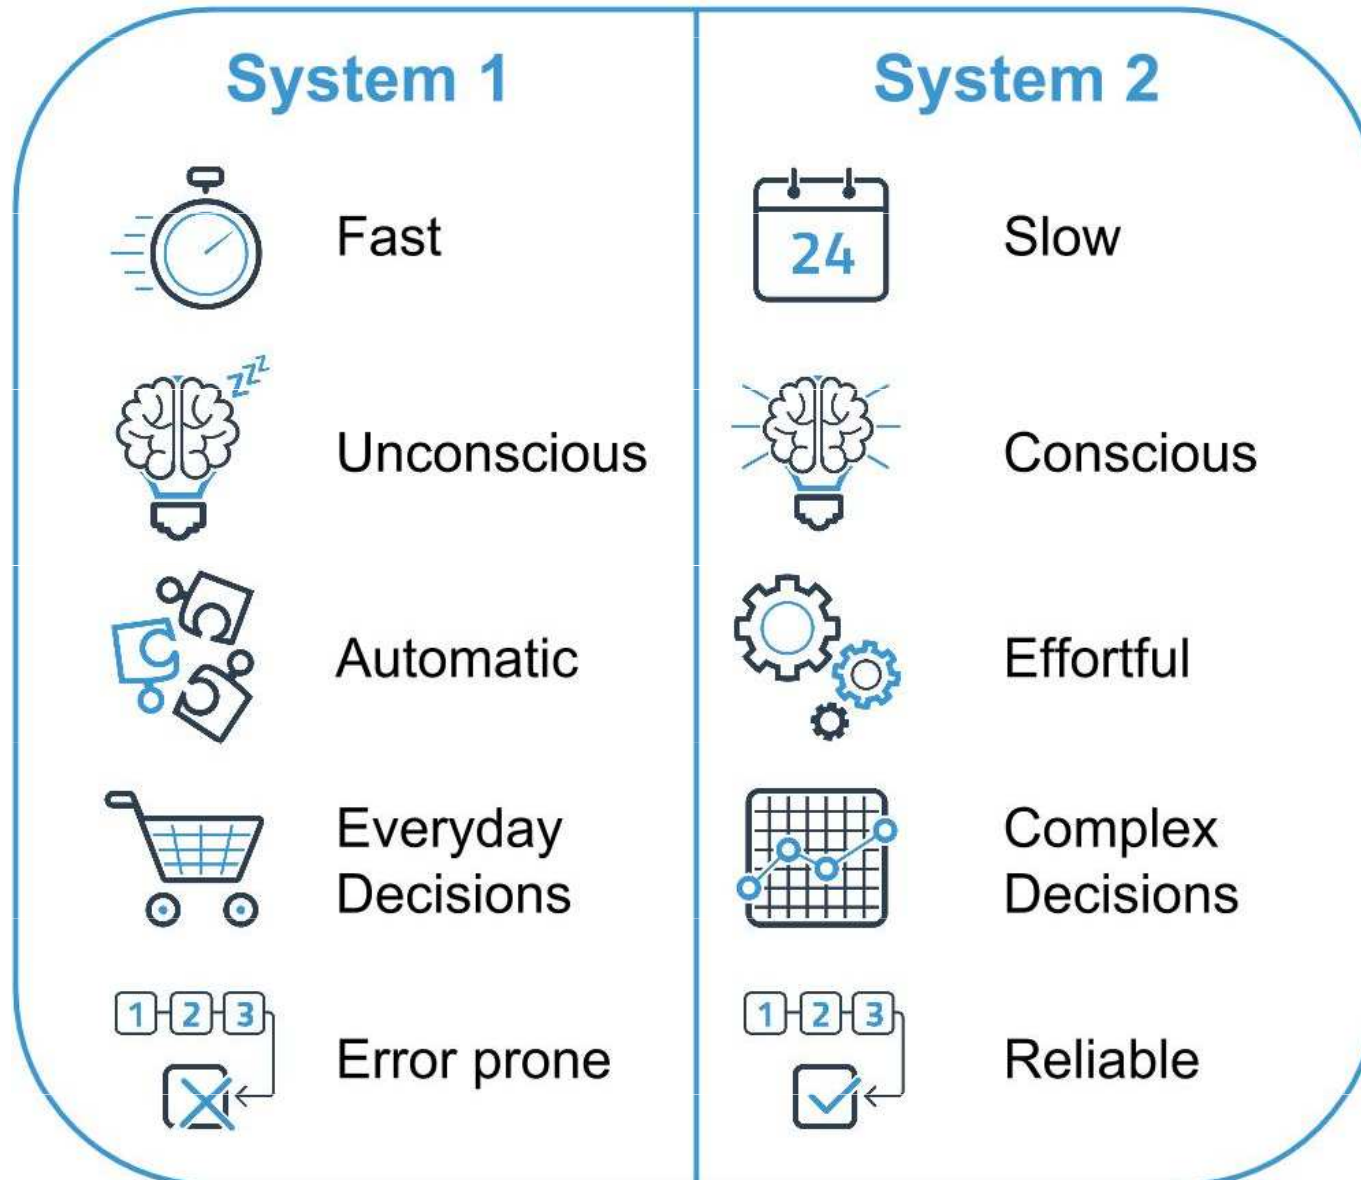 System 1
System 2
Fast
24
Slow
zzz
Unconscious
Conscious
Automatic
Effortful
Everyday
Decisions
Complex
Decisions
1 2 3
Error prone
1 2 3
Reliable